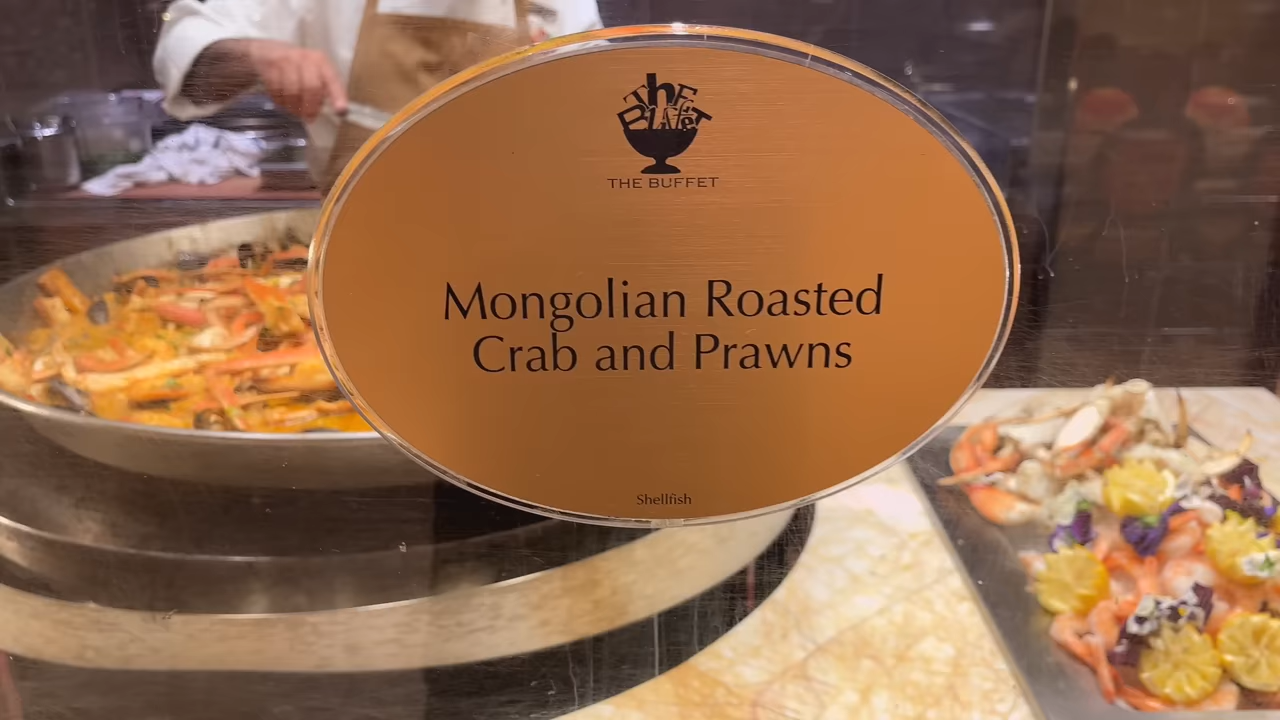 The Buffet
THE BUFFET
Mongolian Roasted
Crab and Prawns
Shellfish